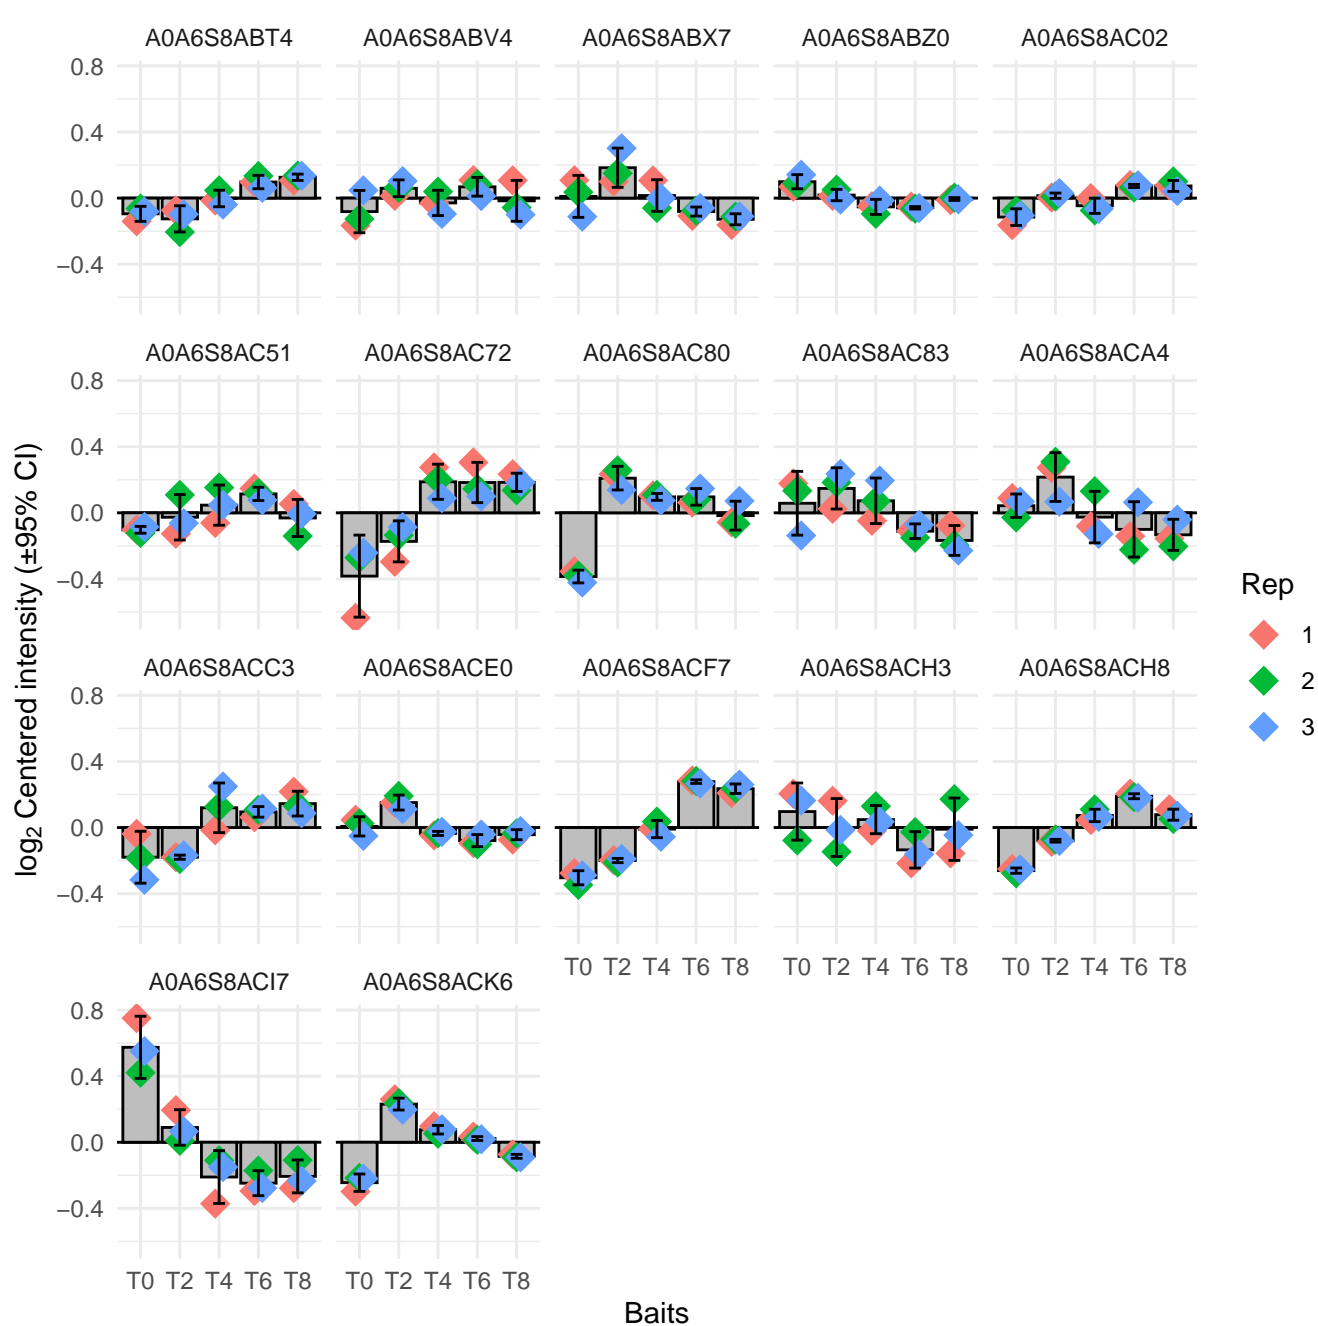 A0A6S8ABT4 A0A6S8ABV4 A0A6S8ABX7 A0A6S8ABZ0 A0A6S8AC02
0.8
0.4
0.0
−0.4
A0A6S8AC51 A0A6S8AC72 A0A6S8AC80 A0A6S8AC83 A0A6S8ACA4
0.8
0.4
0.0
−0.4
A0A6S8ACC3 A0A6S8ACE0 A0A6S8ACF7 A0A6S8ACH3 A0A6S8ACH8
0.8
0.4
0.0
−0.4
T0 T2 T4 T6 T8 T0 T2 T4 T6 T8 T0 T2 T4 T6 T8
A0A6S8ACI7 A0A6S8ACK6
0.8
0.4
0.0
−0.4
T0 T2 T4 T6 T8 T0 T2 T4 T6 T8
Baits
log₂ Centered intensity (±95% CI)
Rep
1
2
3